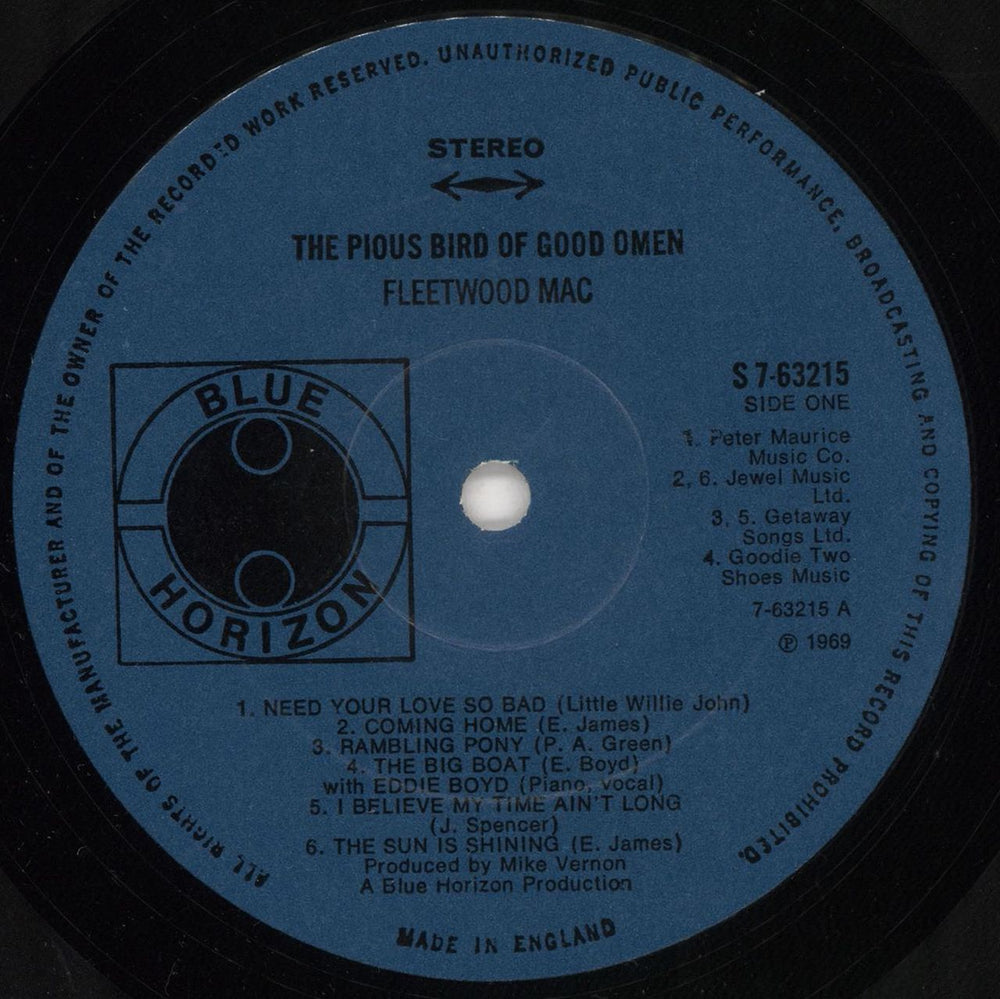 ALL RIGHTS OF THE MANUFACTURER AND OF THE OWNER OF THE RECORDED WORK RESERVED. UNAUTHORIZED PUBLIC PERFORMANCE, BROADCASTING AND COPYING OF THIS RECORD PROHIBITED.
STEREO
THE PIOUS BIRD OF GOOD OMEN
FLEETWOOD MAC
BLUE
HORIZON
S 7-63215
SIDE ONE
1. Peter Maurice
Music Co.
2, 6. Jewel Music
Ltd.
3, 5. Getaway
Songs Ltd.
4. Goodie Two
Shoes Music
7-63215 A
℗ 1969
1. NEED YOUR LOVE SO BAD (Little Willie John)
2. COMING HOME (E. James)
3. RAMBLING PONY (P. A. Green)
4. THE BIG BOAT (E. Boyd)
with EDDIE BOYD (Piano, vocal)
5. I BELIEVE MY TIME AIN'T LONG
(J. Spencer)
6. THE SUN IS SHINING (E. James)
Produced by Mike Vernon
A Blue Horizon Production
MADE IN ENGLAND